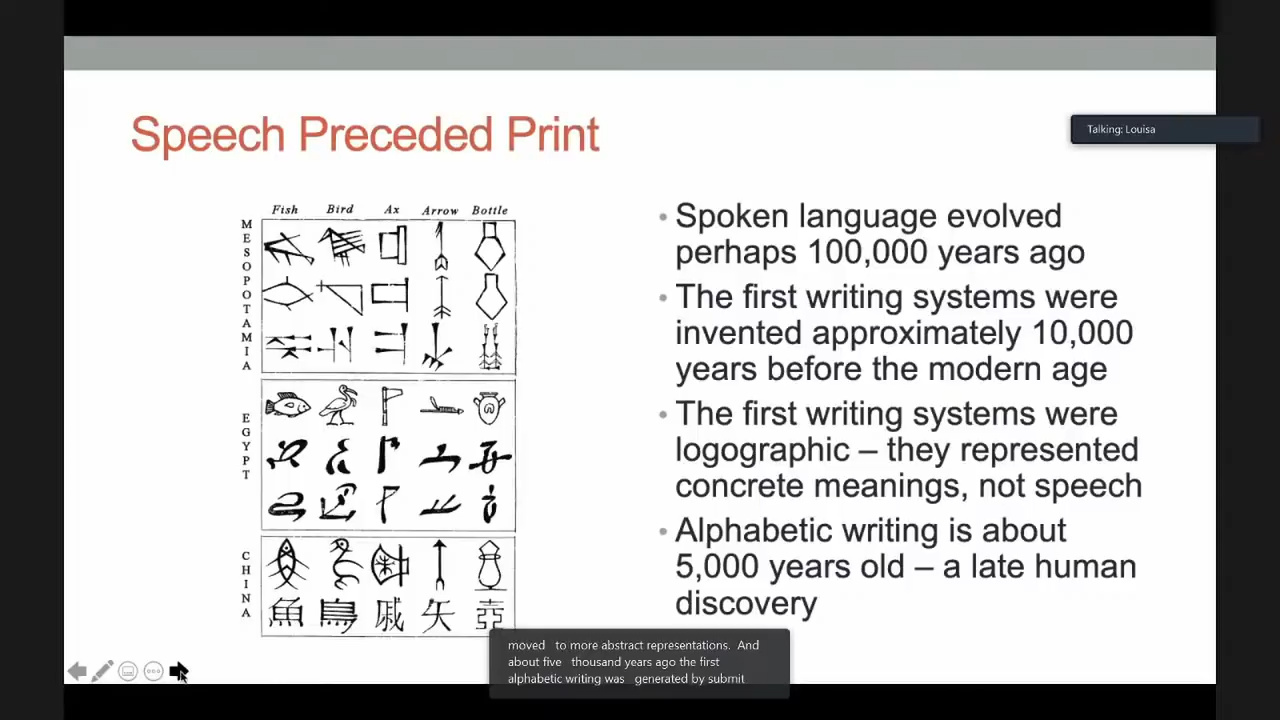 Speech Preceded Print
Talking: Louisa
Fish Bird Ax Arrow Bottle
MESOPOTAMIA
EGYPT
CHINA
魚 鳥 戚 矢 壺
• Spoken language evolved
perhaps 100,000 years ago
• The first writing systems were
invented approximately 10,000
years before the modern age
• The first writing systems were
logographic – they represented
concrete meanings, not speech
• Alphabetic writing is about
5,000 years old – a late human
discovery
moved to more abstract representations. And
about five thousand years ago the first
alphabetic writing was generated by submit